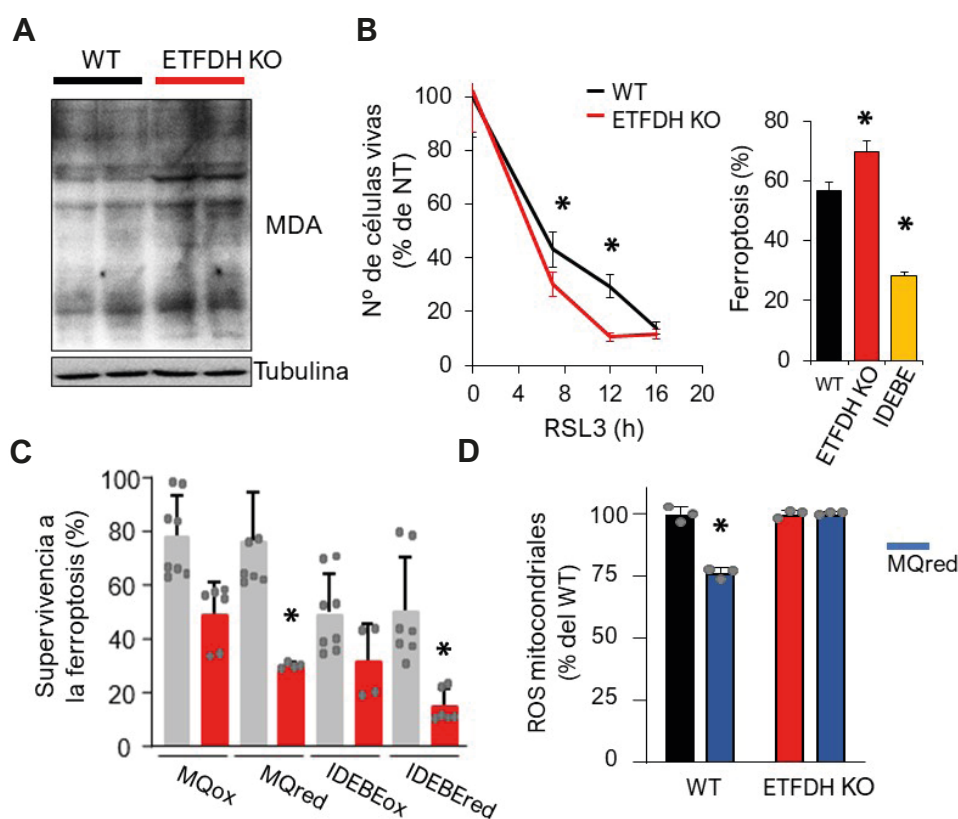 A
WT
ETFDH KO
MDA
Tubulina
B
Nº de células vivas
(% de NT)
100
80
60
40
20
0
0
4
8
12
16
20
RSL3 (h)
WT
ETFDH KO
*
*
Ferroptosis (%)
80
60
40
20
0
*
*
WT
ETFDH KO
IDEBE
C
Supervivencia a
la ferroptosis (%)
100
80
60
40
20
0
*
*
MQox
MQred
IDEBEox
IDEBEred
D
ROS mitocondriales
(% del WT)
100
75
50
25
0
*
WT
ETFDH KO
MQred